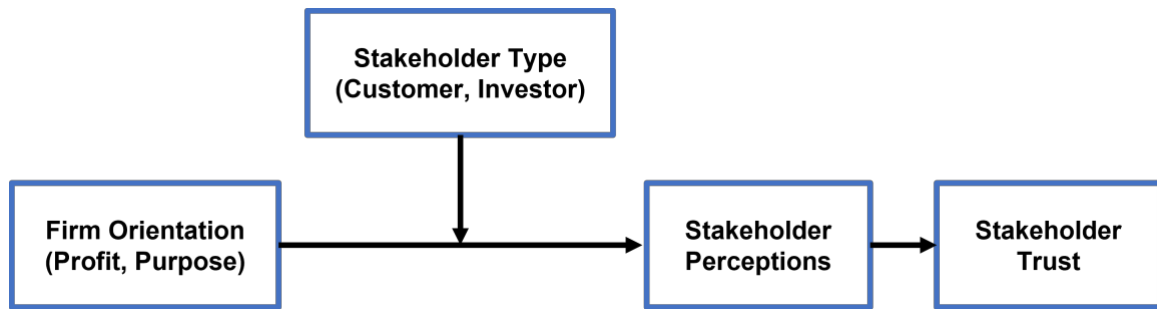 Stakeholder Type
(Customer, Investor)
Firm Orientation
(Profit, Purpose)
Stakeholder
Perceptions
Stakeholder
Trust